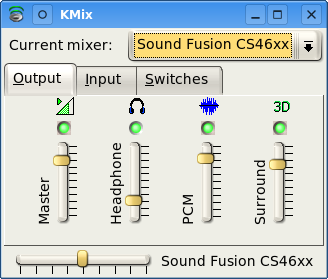 KMix
Current mixer: Sound Fusion CS46xx
Output Input Switches
3D
Master Headphone PCM Surround
Sound Fusion CS46xx